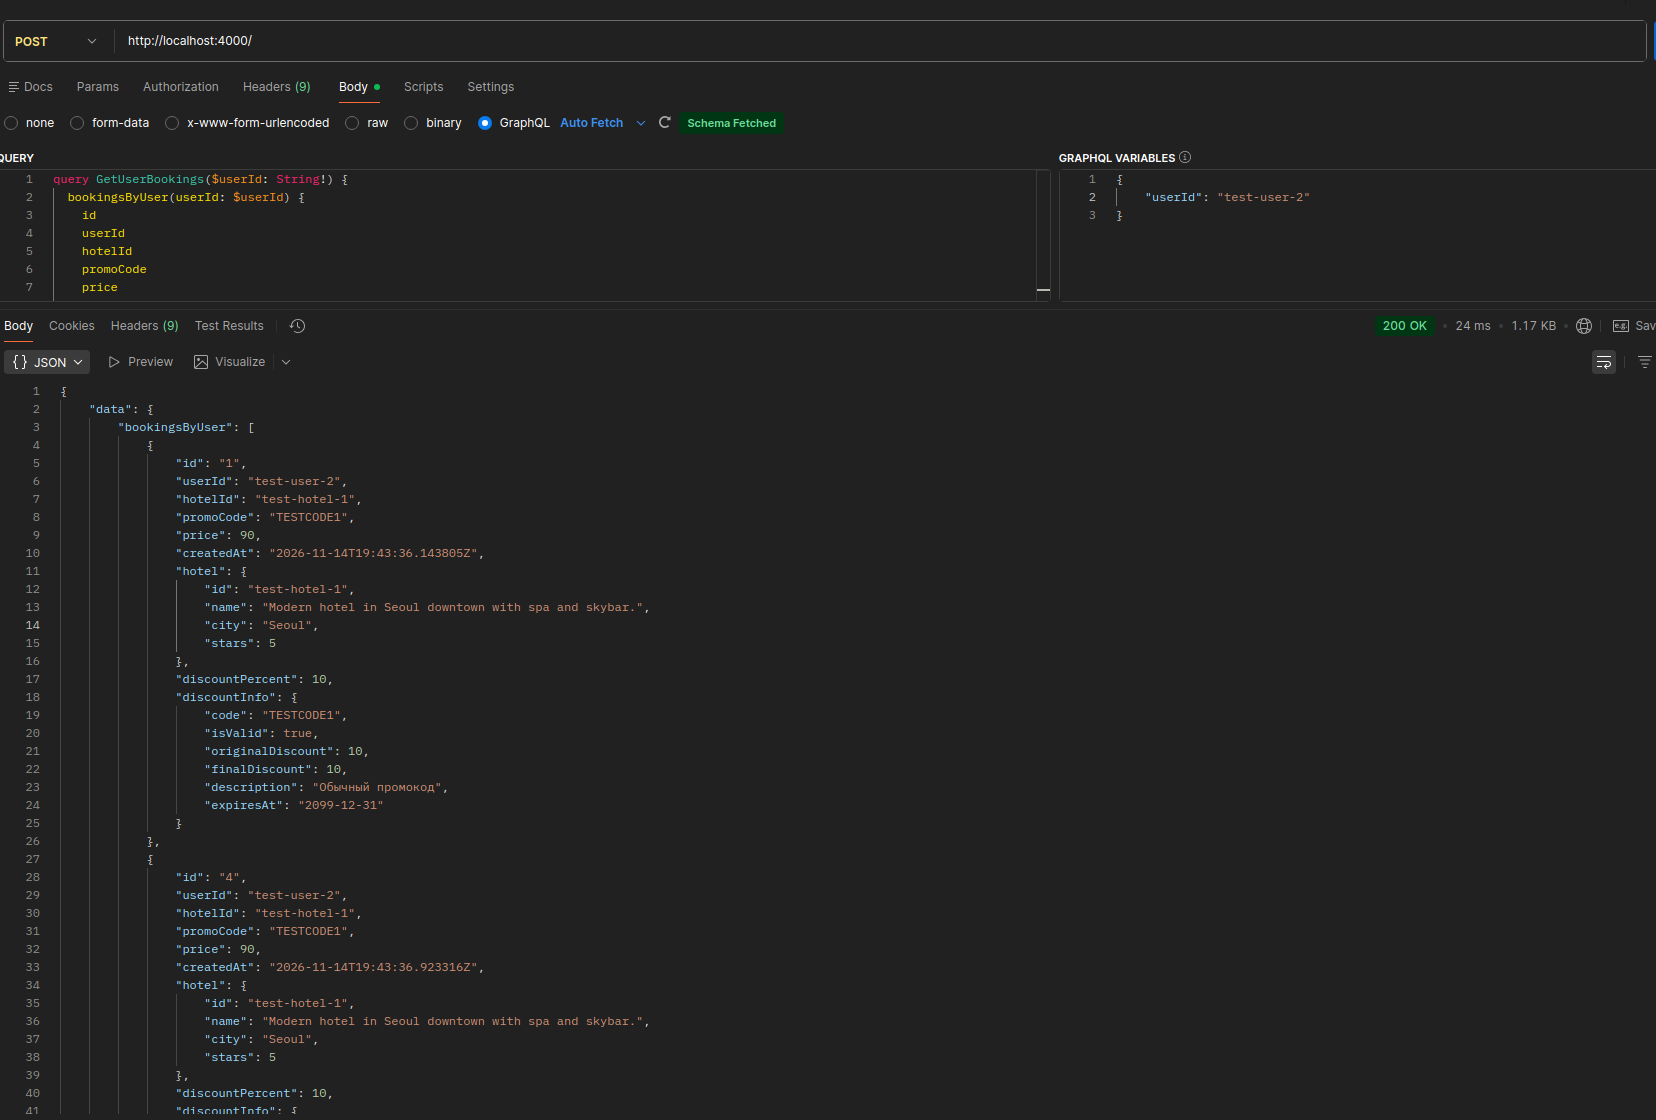 POST http://localhost:4000/
Docs Params Authorization Headers (9) Body Scripts Settings
none form-data x-www-form-urlencoded raw binary GraphQL Auto Fetch Schema Fetched
QUERY
1 query GetUserBookings($userId: String!) {
2 bookingsByUser(userId: $userId) {
3 id
4 userId
5 hotelId
6 promoCode
7 price
GRAPHQL VARIABLES
1 {
2 "userId": "test-user-2"
3 }
Body Cookies Headers (9) Test Results 200 OK • 24 ms • 1.17 KB • e.g. Sav
{} JSON Preview Visualize
1 {
2 "data": {
3 "bookingsByUser": [
4 {
5 "id": "1",
6 "userId": "test-user-2",
7 "hotelId": "test-hotel-1",
8 "promoCode": "TESTCODE1",
9 "price": 90,
10 "createdAt": "2026-11-14T19:43:36.143805Z",
11 "hotel": {
12 "id": "test-hotel-1",
13 "name": "Modern hotel in Seoul downtown with spa and skybar.",
14 "city": "Seoul",
15 "stars": 5
16 },
17 "discountPercent": 10,
18 "discountInfo": {
19 "code": "TESTCODE1",
20 "isValid": true,
21 "originalDiscount": 10,
22 "finalDiscount": 10,
23 "description": "Обычный промокод",
24 "expiresAt": "2099-12-31"
25 }
26 },
27 {
28 "id": "4",
29 "userId": "test-user-2",
30 "hotelId": "test-hotel-1",
31 "promoCode": "TESTCODE1",
32 "price": 90,
33 "createdAt": "2026-11-14T19:43:36.923316Z",
34 "hotel": {
35 "id": "test-hotel-1",
36 "name": "Modern hotel in Seoul downtown with spa and skybar.",
37 "city": "Seoul",
38 "stars": 5
39 },
40 "discountPercent": 10,
41 "discountInfo": {